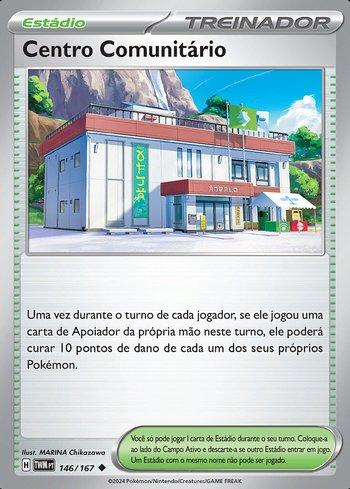 Estádio
TREINADOR
Centro Comunitário
Uma vez durante o turno de cada jogador, se ele jogou uma
carta de Apoiador da própria mão neste turno, ele poderá
curar 10 pontos de dano de cada um dos seus próprios
Pokémon.
Ilust. MARINA Chikazawa
H TWM PT 146/167
Você só pode jogar 1 carta de Estádio durante o seu turno. Coloque-a
ao lado do Campo Ativo e descarte-a se outro Estádio entrar em jogo.
Um Estádio com o mesmo nome não pode ser jogado.
©2024 Pokémon/Nintendo/Creatures/GAME FREAK